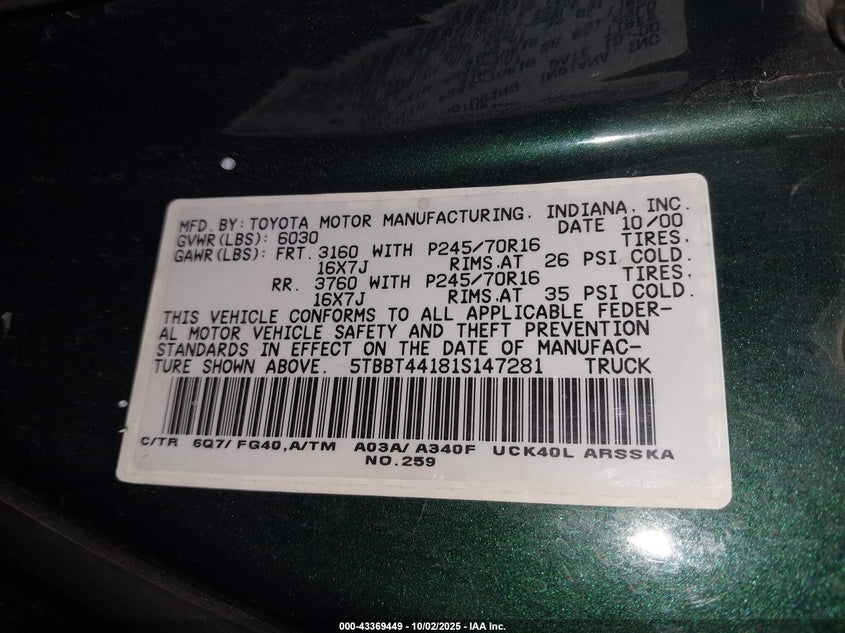 MFD. BY: TOYOTA MOTOR MANUFACTURING, INDIANA, INC.
GVWR(LBS): 6030 DATE 10/00
GAWR(LBS): FRT. 3160 WITH P245/70R16 TIRES,
16X7J RIMS,AT 26 PSI COLD.
RR. 3760 WITH P245/70R16 TIRES,
16X7J RIMS,AT 35 PSI COLD.
THIS VEHICLE CONFORMS TO ALL APPLICABLE FEDER-
AL MOTOR VEHICLE SAFETY AND THEFT PREVENTION
STANDARDS IN EFFECT ON THE DATE OF MANUFAC-
TURE SHOWN ABOVE. 5TBBT44181S147281 TRUCK
C/TR 6Q7/ FG40,A/TM A03A/ A340F UCK40L ARSSKA
NO.259
000-43369449 - 10/02/2025 - IAA Inc.